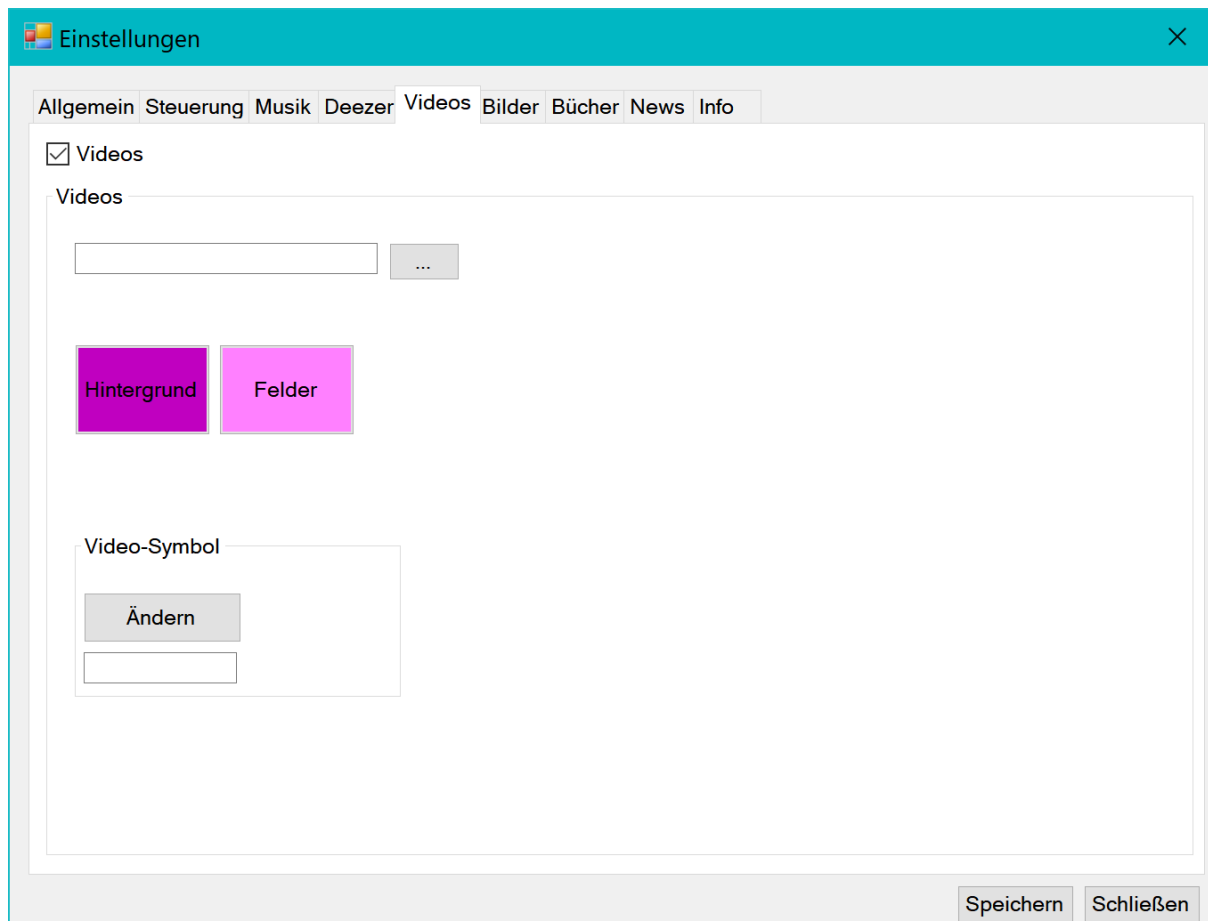 Einstellungen
Allgemein Steuerung Musik Deezer Videos Bilder Bücher News Info
Videos
Videos
...
Hintergrund Felder
Video-Symbol
Ändern
Speichern Schließen